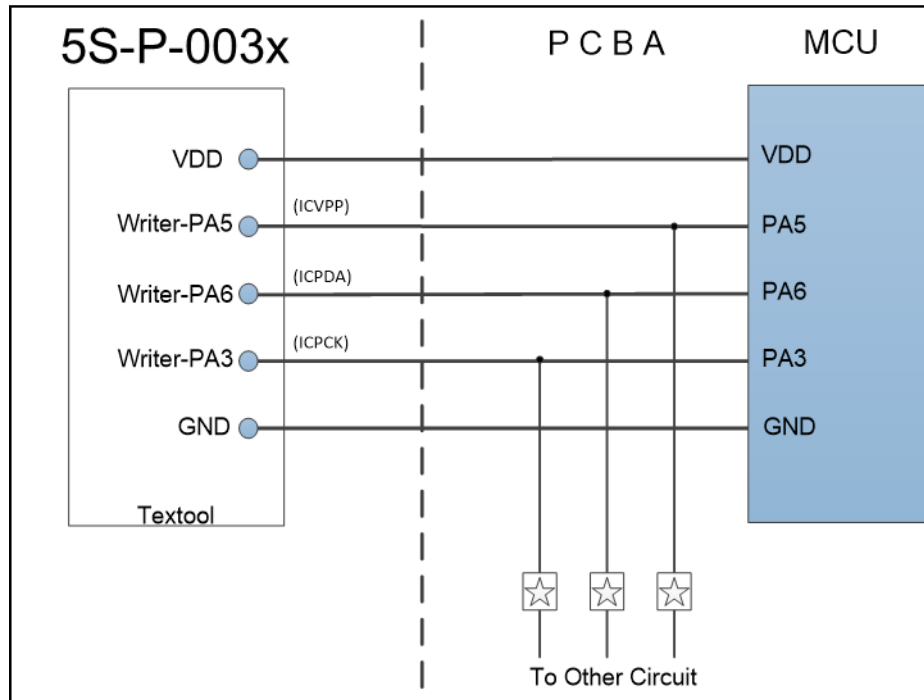 5S-P-003x
P C B A
MCU
VDD
VDD
Writer-PA5
(ICVPP)
PA5
Writer-PA6
(ICPDA)
PA6
Writer-PA3
(ICPCK)
PA3
GND
GND
Textool
To Other Circuit